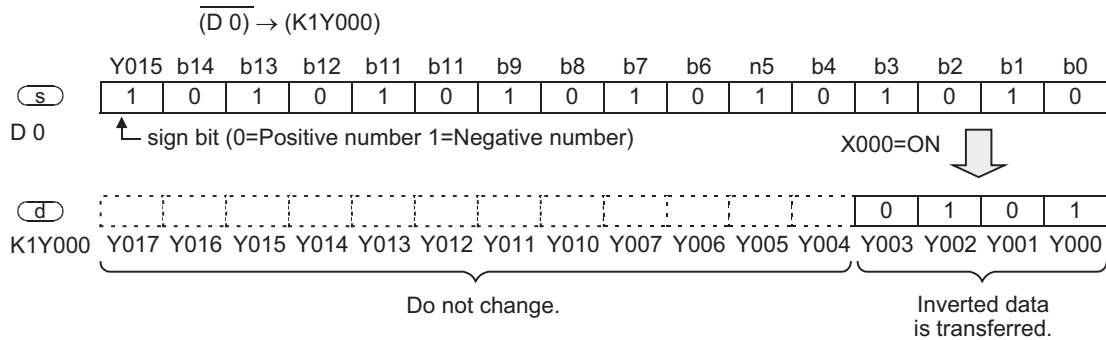 (D 0) → (K1Y000)
Y015 b14 b13 b12 b11 b11 b9 b8 b7 b6 n5 b4 b3 b2 b1 b0
s 1 0 1 0 1 0 1 0 1 0 1 0 1 0 1 0
D 0
sign bit (0=Positive number 1=Negative number)
X000=ON
d 0 1 0 1
K1Y000 Y017 Y016 Y015 Y014 Y013 Y012 Y011 Y010 Y007 Y006 Y005 Y004 Y003 Y002 Y001 Y000
Do not change.
Inverted data
is transferred.